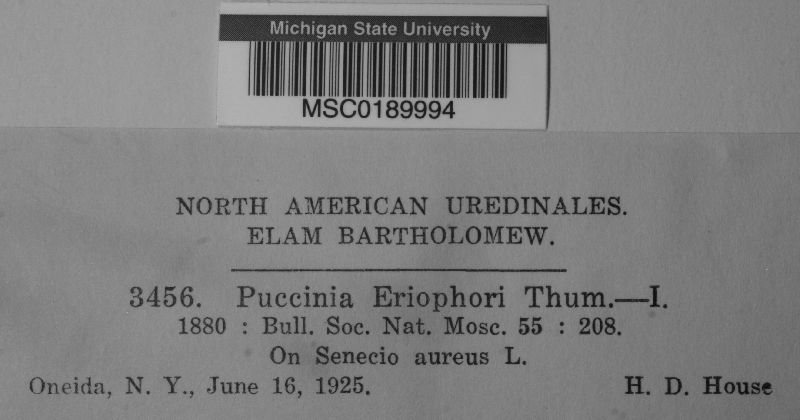 Michigan State University
MSC0189994
NORTH AMERICAN UREDINALES.
ELAM BARTHOLOMEW.
3456. Puccinia Eriophori Thum.—I.
1880 : Bull. Soc. Nat. Mosc. 55 : 208.
On Senecio aureus L.
Oneida, N. Y., June 16, 1925. H. D. House